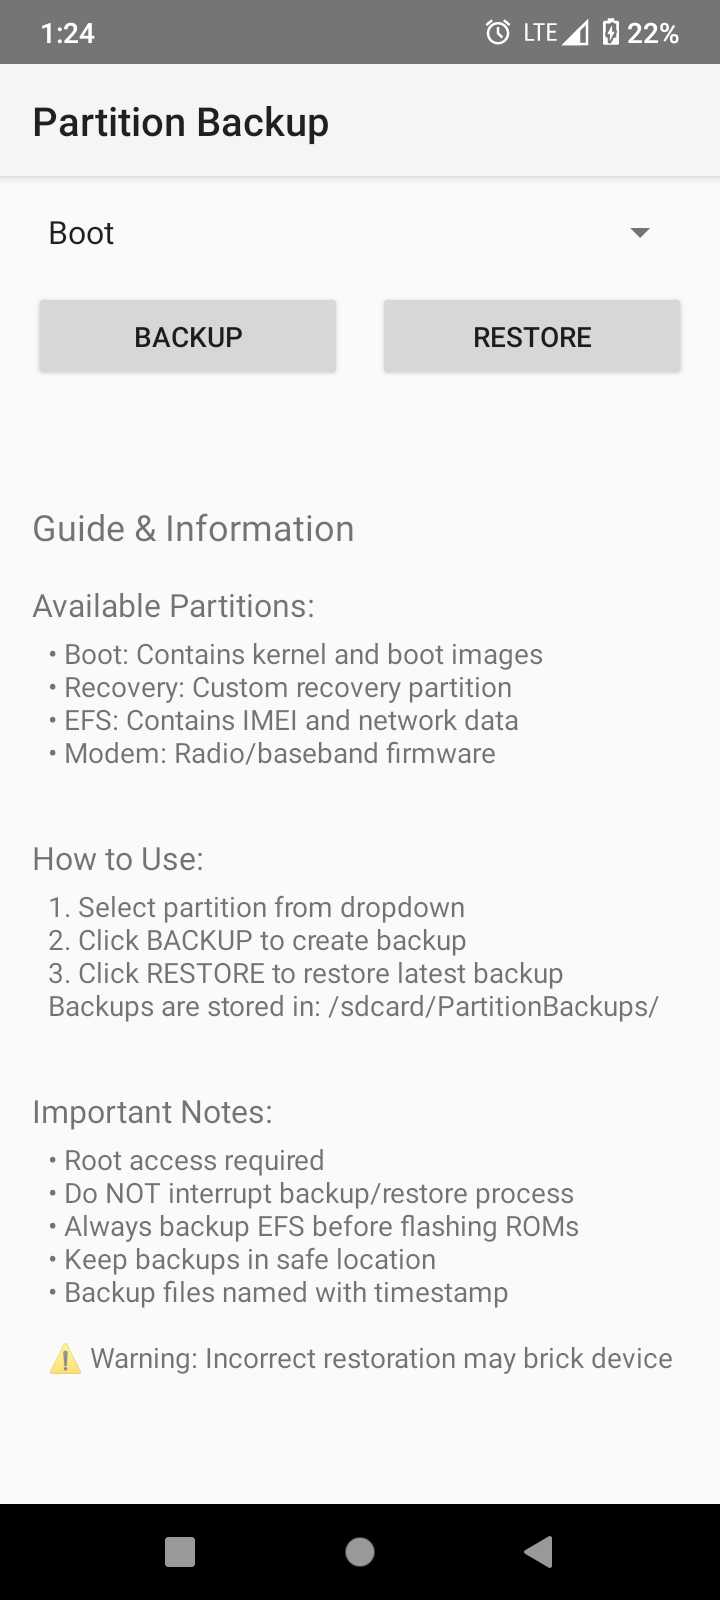 1:24 LTE 22%
Partition Backup
Boot
BACKUP RESTORE
Guide & Information
Available Partitions:
• Boot: Contains kernel and boot images
• Recovery: Custom recovery partition
• EFS: Contains IMEI and network data
• Modem: Radio/baseband firmware
How to Use:
1. Select partition from dropdown
2. Click BACKUP to create backup
3. Click RESTORE to restore latest backup
Backups are stored in: /sdcard/PartitionBackups/
Important Notes:
• Root access required
• Do NOT interrupt backup/restore process
• Always backup EFS before flashing ROMs
• Keep backups in safe location
• Backup files named with timestamp
⚠️ Warning: Incorrect restoration may brick device